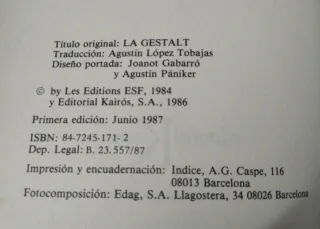 Título original: LA GESTALT
Traducción: Agustín López Tobajas
Diseño portada: Joanot Gabarró
y Agustín Pániker
© by Les Editions ESF, 1984
y Editorial Kairós, S.A., 1986
Primera edición: Junio 1987
ISBN: 84-7245-171-2
Dep. Legal: B. 23.557/87
Impresión y encuadernación: Indice, A.G. Caspe, 116
08013 Barcelona
Fotocomposición: Edag, S.A. Llagostera, 34 08026 Barcelona